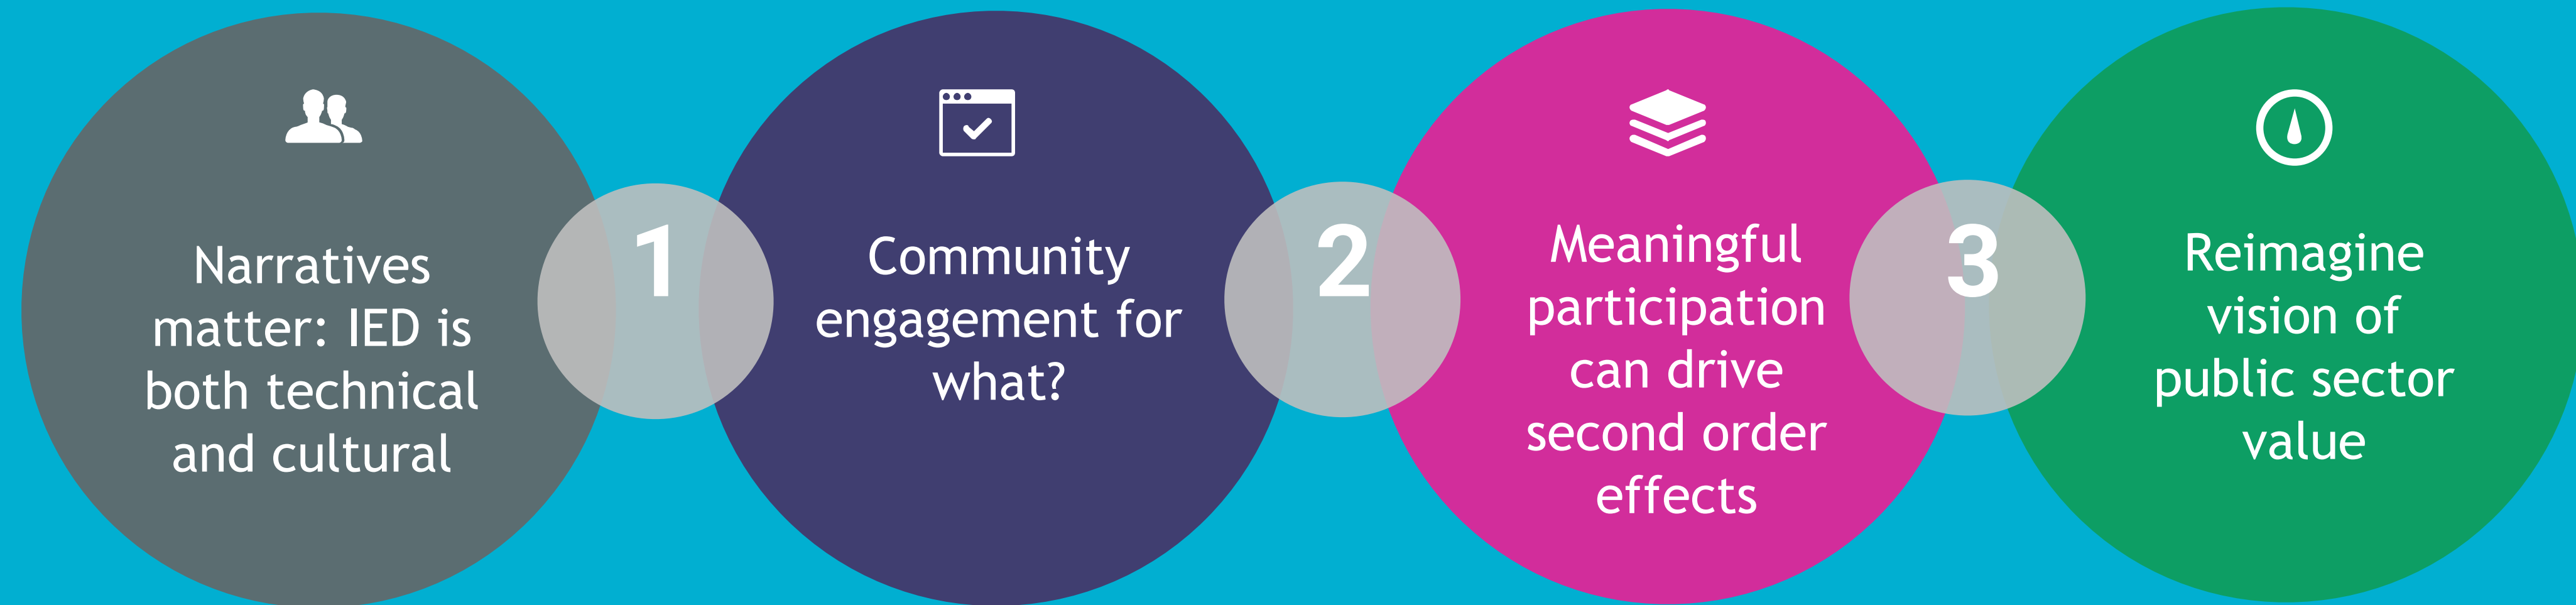 Narratives
matter: IED is
both technical
and cultural
1
Community
engagement for
what?
2
Meaningful
participation
can drive
second order
effects
3
Reimagine
vision of
public sector
value